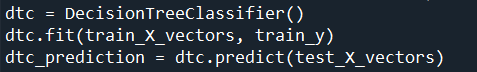 dtc = DecisionTreeClassifier()
dtc.fit(train_X_vectors, train_y)
dtc_prediction = dtc.predict(test_X_vectors)